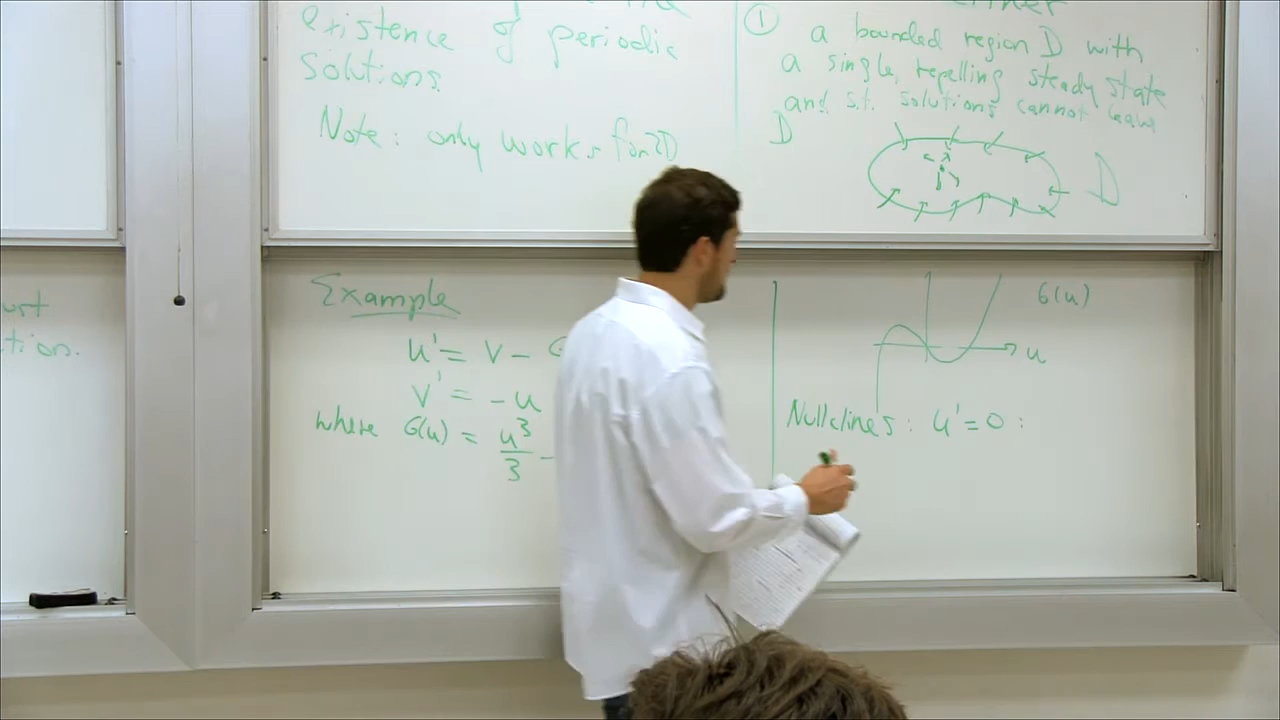 existence of periodic
solutions.
Note: only works for 2D
①
a bounded region D with
a single, repelling steady state
and s.t. solutions cannot leave
D
D
urt
tion.
Example
u' = v -
v' = -u
where G(u) = u³/3 -
G(u)
u
Nullclines: u' = 0 :